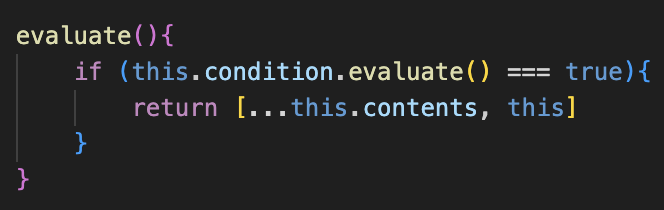 evaluate(){
    if (this.condition.evaluate() === true){
        return [...this.contents, this]
    }
}